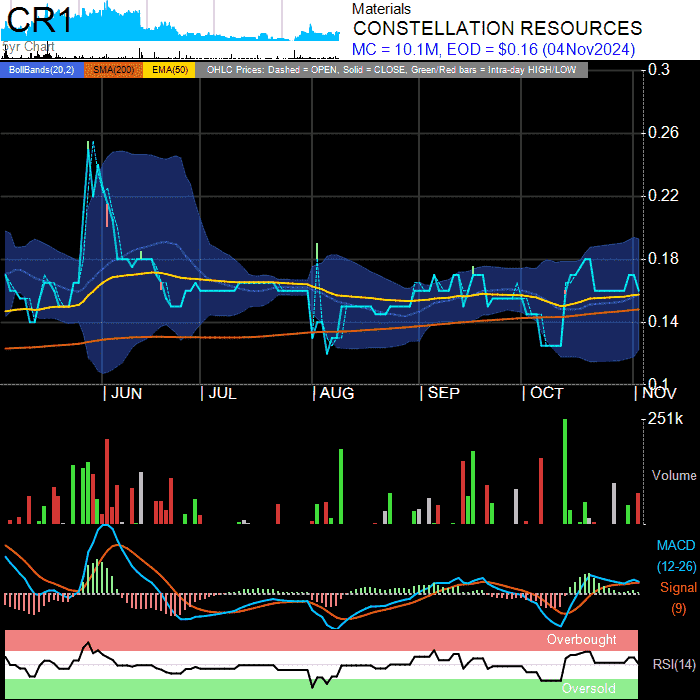 CR1
5yr Chart
Materials
CONSTELLATION RESOURCES
MC = 10.1M, EOD = $0.16 (04Nov2024)
BollBands(20,2) SMA(200) EMA(50) OHLC Prices: Dashed = OPEN, Solid = CLOSE, Green/Red bars = Intra-day HIGH/LOW
0.3
0.26
0.22
0.18
0.14
0.1
JUN JUL AUG SEP OCT NOV
251k
Volume
MACD
(12-26)
Signal
(9)
Overbought
RSI(14)
Oversold